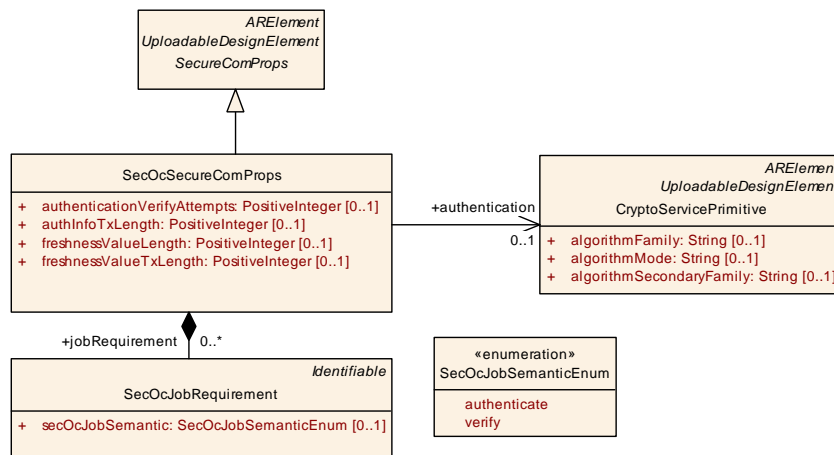 ARElement
UploadableDesignElement
SecureComProps
SecOcSecureComProps
+ authenticationVerifyAttempts: PositiveInteger [0..1]
+ authInfoTxLength: PositiveInteger [0..1]
+ freshnessValueLength: PositiveInteger [0..1]
+ freshnessValueTxLength: PositiveInteger [0..1]
+authentication
0..1
ARElement
UploadableDesignElement
CryptoServicePrimitive
+ algorithmFamily: String [0..1]
+ algorithmMode: String [0..1]
+ algorithmSecondaryFamily: String [0..1]
+jobRequirement 0..*
Identifiable
SecOcJobRequirement
+ secOcJobSemantic: SecOcJobSemanticEnum [0..1]
«enumeration»
SecOcJobSemanticEnum
authenticate
verify